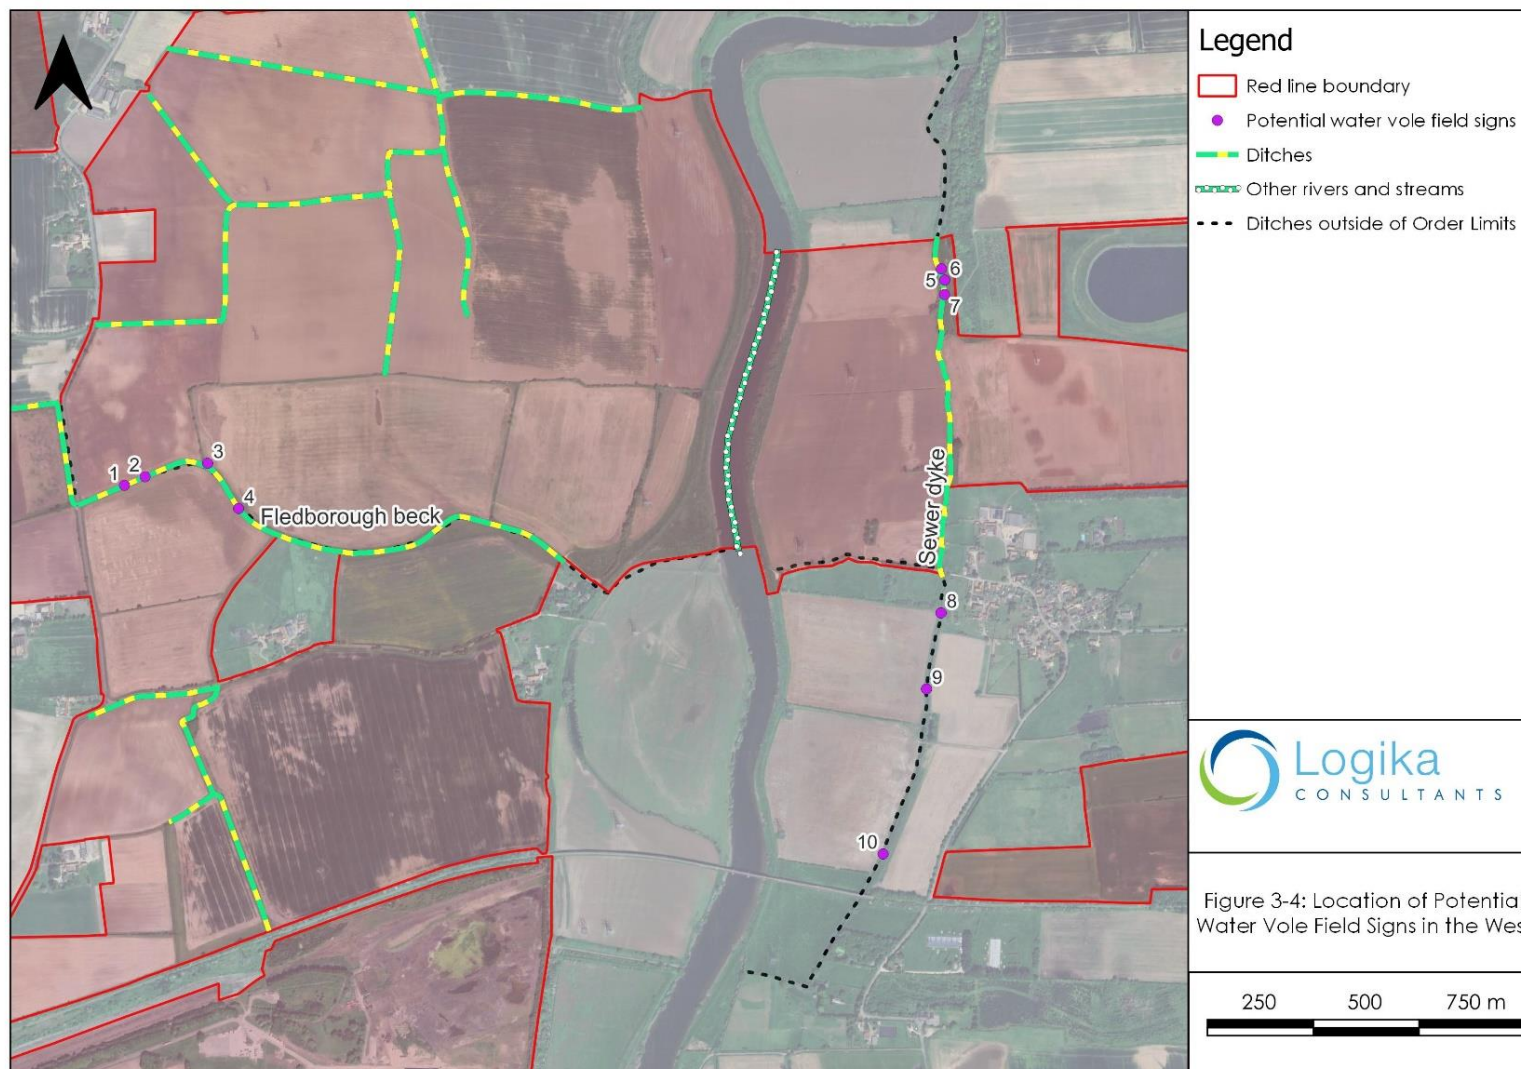 Legend
Red line boundary
Potential water vole field signs
Ditches
Other rivers and streams
Ditches outside of Order Limits
6
5
7
3
2
1
4
Fledborough beck
Sewer dyke
8
9
10
Logika
CONSULTANTS
Figure 3-4: Location of Potential
Water Vole Field Signs in the Wes
250 500 750 m